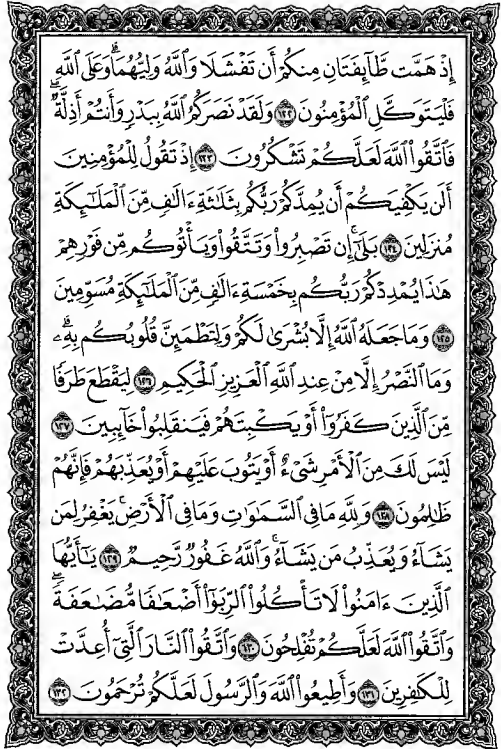 إِذْ هَمَّت طَّآئِفَتَانِ مِنكُمْ أَن تَفْشَلَا وَٱللَّهُ وَلِيُّهُمَا ۗ وَعَلَى ٱللَّهِ
فَلْيَتَوَكَّلِ ٱلْمُؤْمِنُونَ ١٢٢ وَلَقَدْ نَصَرَكُمُ ٱللَّهُ بِبَدْرٍ وَأَنتُمْ أَذِلَّةٌ ۖ
فَٱتَّقُوا۟ ٱللَّهَ لَعَلَّكُمْ تَشْكُرُونَ ١٢٣ إِذْ تَقُولُ لِلْمُؤْمِنِينَ
أَلَن يَكْفِيَكُمْ أَن يُمِدَّكُمْ رَبُّكُم بِثَلَـٰثَةِ ءَالَـٰفٍ مِّنَ ٱلْمَلَـٰٓئِكَةِ
مُنزَلِينَ ١٢٤ بَلَىٰٓ ۚ إِن تَصْبِرُوا۟ وَتَتَّقُوا۟ وَيَأْتُوكُم مِّن فَوْرِهِمْ
هَـٰذَا يُمْدِدْكُمْ رَبُّكُم بِخَمْسَةِ ءَالَـٰفٍ مِّنَ ٱلْمَلَـٰٓئِكَةِ مُسَوِّمِينَ
١٢٥ وَمَا جَعَلَهُ ٱللَّهُ إِلَّا بُشْرَىٰ لَكُمْ وَلِتَطْمَئِنَّ قُلُوبُكُم بِهِۦ ۗ
وَمَا ٱلنَّصْرُ إِلَّا مِنْ عِندِ ٱللَّهِ ٱلْعَزِيزِ ٱلْحَكِيمِ ١٢٦ لِيَقْطَعَ طَرَفًا
مِّنَ ٱلَّذِينَ كَفَرُوٓا۟ أَوْ يَكْبِتَهُمْ فَيَنقَلِبُوا۟ خَآئِبِينَ ١٢٧
لَيْسَ لَكَ مِنَ ٱلْأَمْرِ شَىْءٌ أَوْ يَتُوبَ عَلَيْهِمْ أَوْ يُعَذِّبَهُمْ فَإِنَّهُمْ
ظَـٰلِمُونَ ١٢٨ وَلِلَّهِ مَا فِى ٱلسَّمَـٰوَٰتِ وَمَا فِى ٱلْأَرْضِ ۚ يَغْفِرُ لِمَن
يَشَآءُ وَيُعَذِّبُ مَن يَشَآءُ ۚ وَٱللَّهُ غَفُورٌ رَّحِيمٌ ١٢٩ يَـٰٓأَيُّهَا
ٱلَّذِينَ ءَامَنُوا۟ لَا تَأْكُلُوا۟ ٱلرِّبَوٰٓا۟ أَضْعَـٰفًا مُّضَـٰعَفَةً ۖ
وَٱتَّقُوا۟ ٱللَّهَ لَعَلَّكُمْ تُفْلِحُونَ ١٣٠ وَٱتَّقُوا۟ ٱلنَّارَ ٱلَّتِىٓ أُعِدَّتْ
لِلْكَـٰفِرِينَ ١٣١ وَأَطِيعُوا۟ ٱللَّهَ وَٱلرَّسُولَ لَعَلَّكُمْ تُرْحَمُونَ ١٣٢